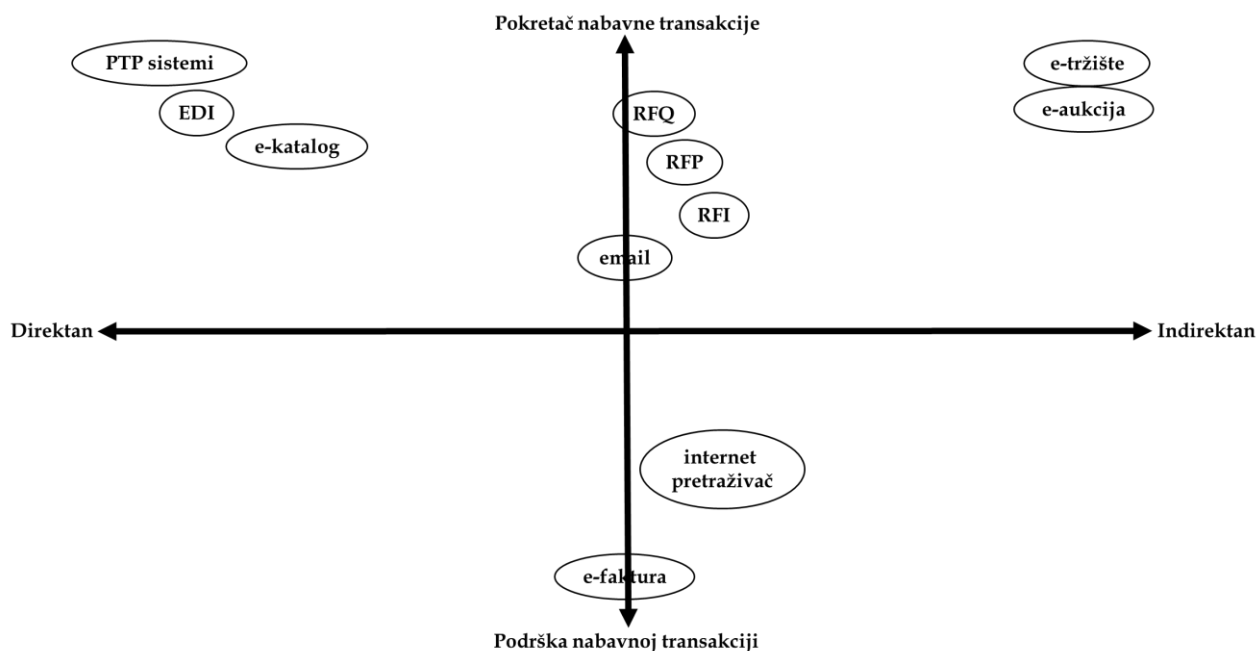 Pokretač nabavne transakcije
PTP sistemi
e-tržište
EDI
RFQ
e-aukcija
e-katalog
RFP
RFI
email
Direktan
Indirektan
internet
pretraživač
e-faktura
Podrška nabavnoj transakciji